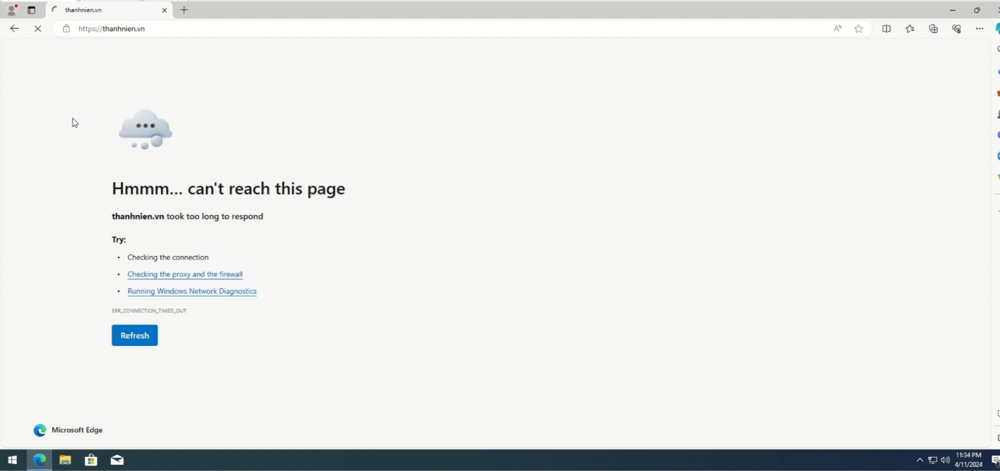 thanhnien.vn
https://thanhnien.vn
Hmmm... can't reach this page
thanhnien.vn took too long to respond
Try:
• Checking the connection
• Checking the proxy and the firewall
• Running Windows Network Diagnostics
ERR_CONNECTION_TIMED_OUT
Refresh
Microsoft Edge
11:34 PM
4/11/2024